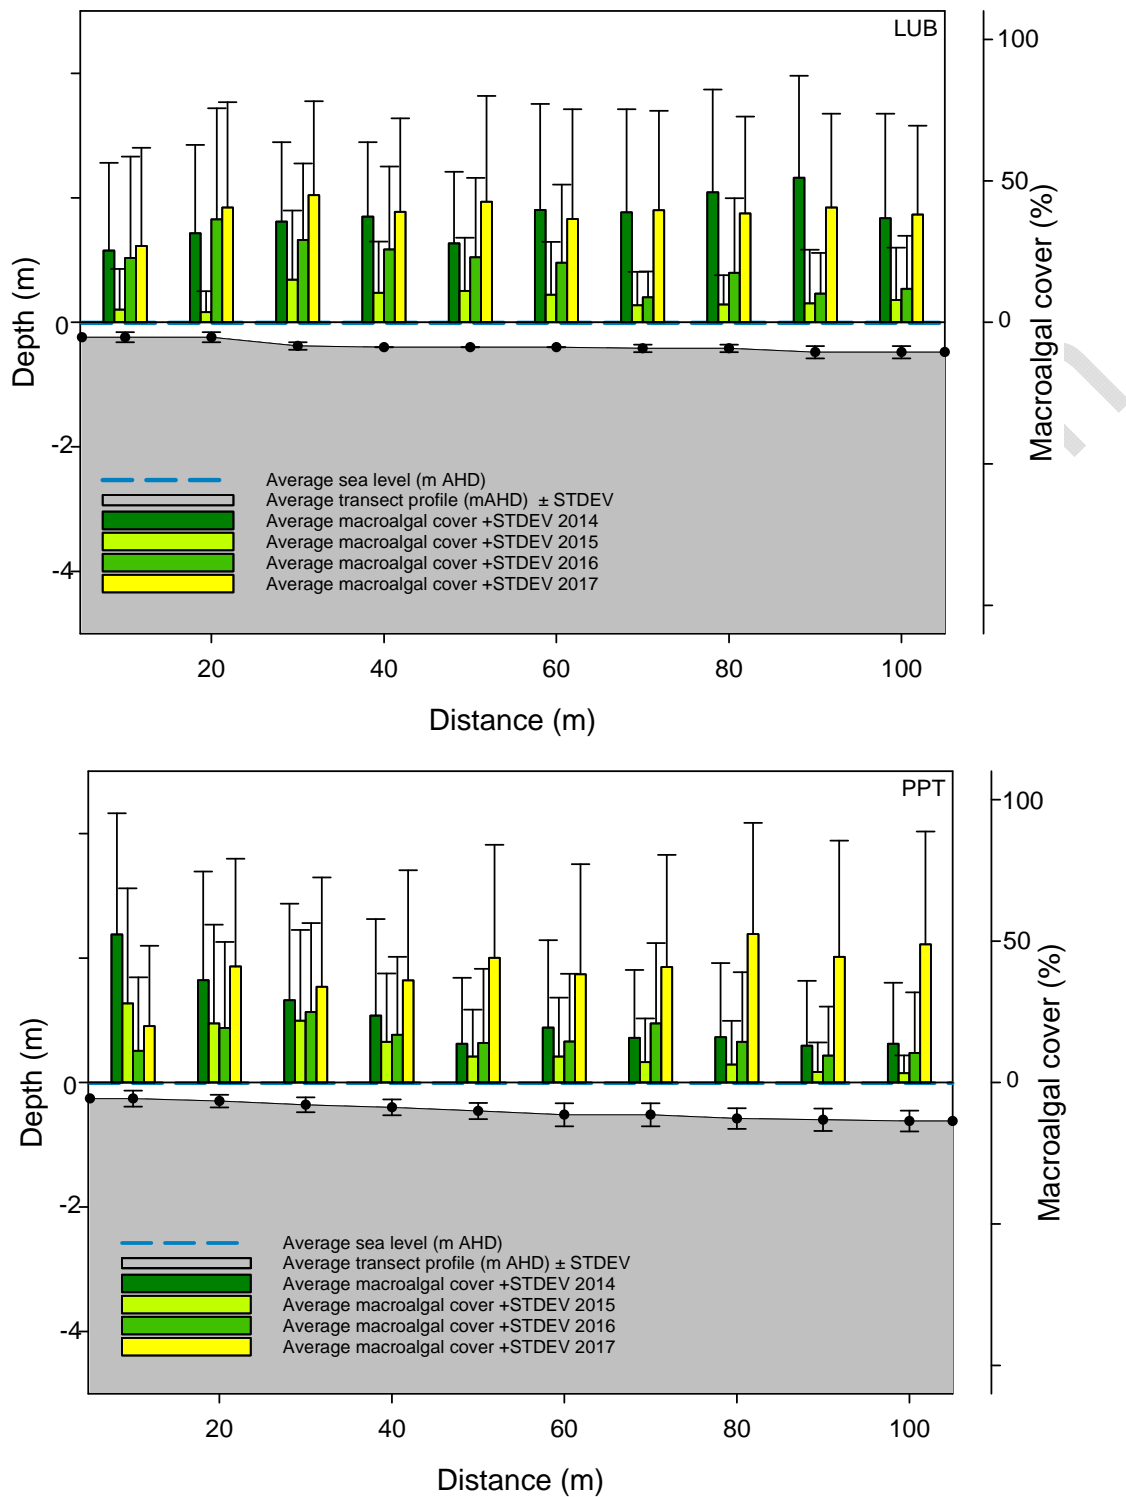 LUB
100
50
0
Macroalgal cover (%)
Depth (m)
0
-2
-4
Average sea level (m AHD)
Average transect profile (mAHD) ± STDEV
Average macroalgal cover +STDEV 2014
Average macroalgal cover +STDEV 2015
Average macroalgal cover +STDEV 2016
Average macroalgal cover +STDEV 2017
20 40 60 80 100
Distance (m)
PPT
100
50
0
Macroalgal cover (%)
Depth (m)
0
-2
-4
Average sea level (m AHD)
Average transect profile (m AHD) ± STDEV
Average macroalgal cover +STDEV 2014
Average macroalgal cover +STDEV 2015
Average macroalgal cover +STDEV 2016
Average macroalgal cover +STDEV 2017
20 40 60 80 100
Distance (m)